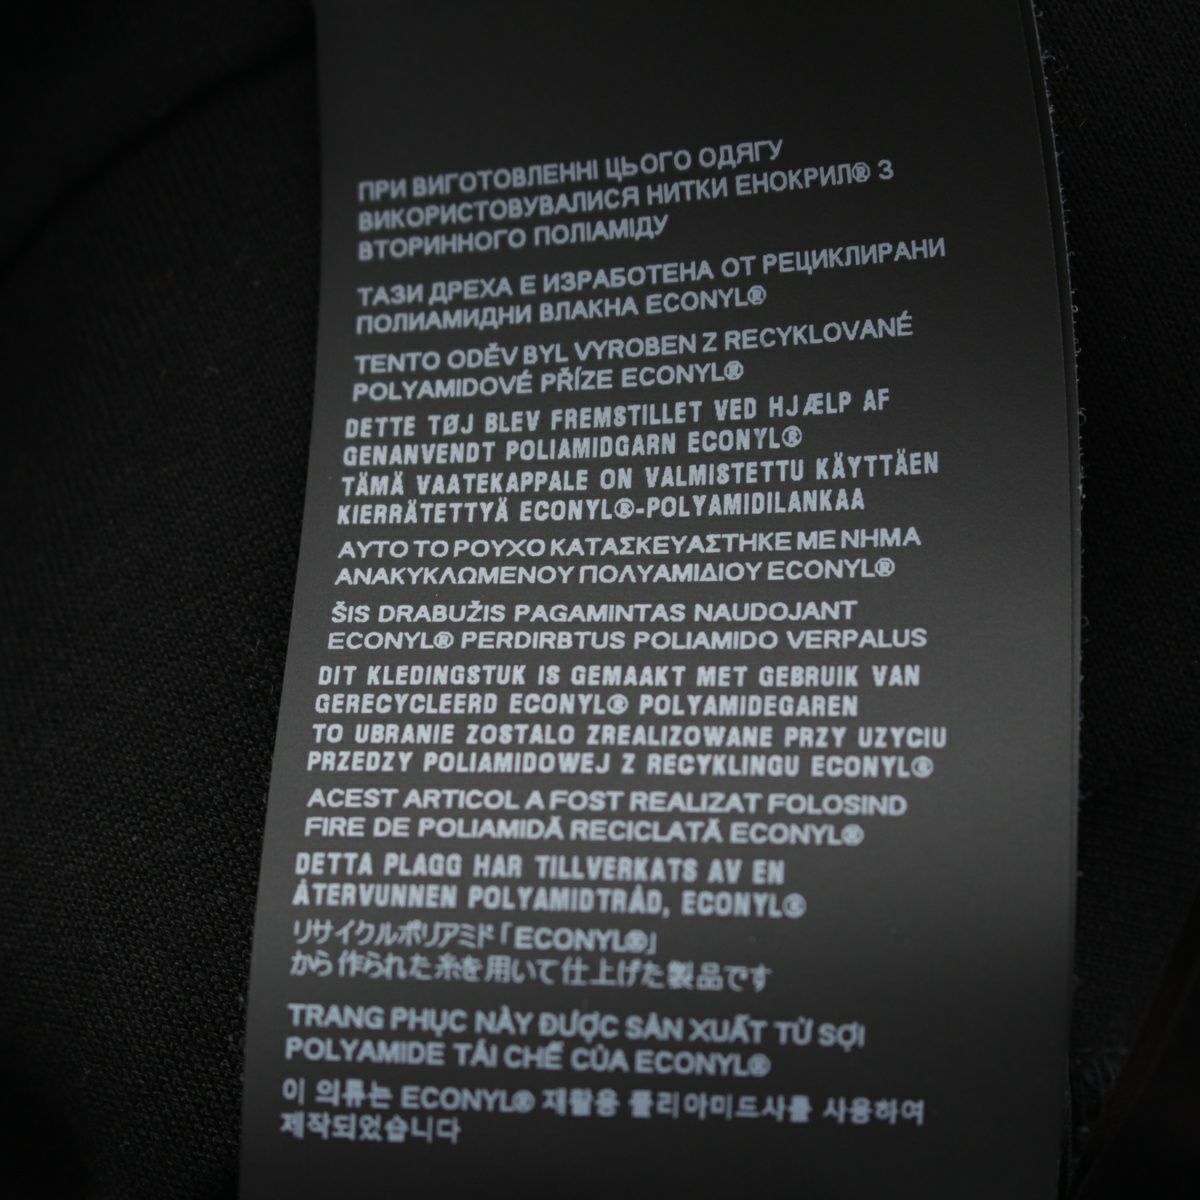 ПРИ ВИГОТОВЛЕННІ ЦЬОГО ОДЯГУ
ВИКОРИСТОВУВАЛИСЯ НИТКИ ЕНОКРИЛ® З
ВТОРИННОГО ПОЛІАМІДУ
ТАЗИ ДРЕХА Е ИЗРАБОТЕНА ОТ РЕЦИКЛИРАНИ
ПОЛИАМИДНИ ВЛАКНА ECONYL®
TENTO ODĚV BYL VYROBEN Z RECYKLOVANÉ
POLYAMIDOVÉ PŘÍZE ECONYL®
DETTE TØJ BLEV FREMSTILLET VED HJÆLP AF
GENANVENDT POLIAMIDGARN ECONYL®
TÄMÄ VAATEKAPPALE ON VALMISTETTU KÄYTTÄEN
KIERRÄTETTYÄ ECONYL®-POLYAMIDILANKAA
ΑΥΤΟ ΤΟ ΡΟΥΧΟ ΚΑΤΑΣΚΕΥΑΣΤΗΚΕ ΜΕ ΝΗΜΑ
ΑΝΑΚΥΚΛΩΜΕΝΟΥ ΠΟΛΥΑΜΙΔΙΟΥ ECONYL®
ŠIS DRABUŽIS PAGAMINTAS NAUDOJANT
ECONYL® PERDIRBTUS POLIAMIDO VERPALUS
DIT KLEDINGSTUK IS GEMAAKT MET GEBRUIK VAN
GERECYCLEERD ECONYL® POLYAMIDEGAREN
TO UBRANIE ZOSTALO ZREALIZOWANE PRZY UZYCIU
PRZEDZY POLIAMIDOWEJ Z RECYKLINGU ECONYL®
ACEST ARTICOL A FOST REALIZAT FOLOSIND
FIRE DE POLIAMIDĂ RECICLATĂ ECONYL®
DETTA PLAGG HAR TILLVERKATS AV EN
ÅTERVUNNEN POLYAMIDTRÅD, ECONYL®
リサイクルポリアミド「ECONYL®」
から作られた糸を用いて仕上げた製品です
TRANG PHỤC NÀY ĐƯỢC SẢN XUẤT TỪ SỢI
POLYAMIDE TÁI CHẾ CỦA ECONYL®
이 의류는 ECONYL® 재활용 폴리아미드사를 사용하여
제작되었습니다